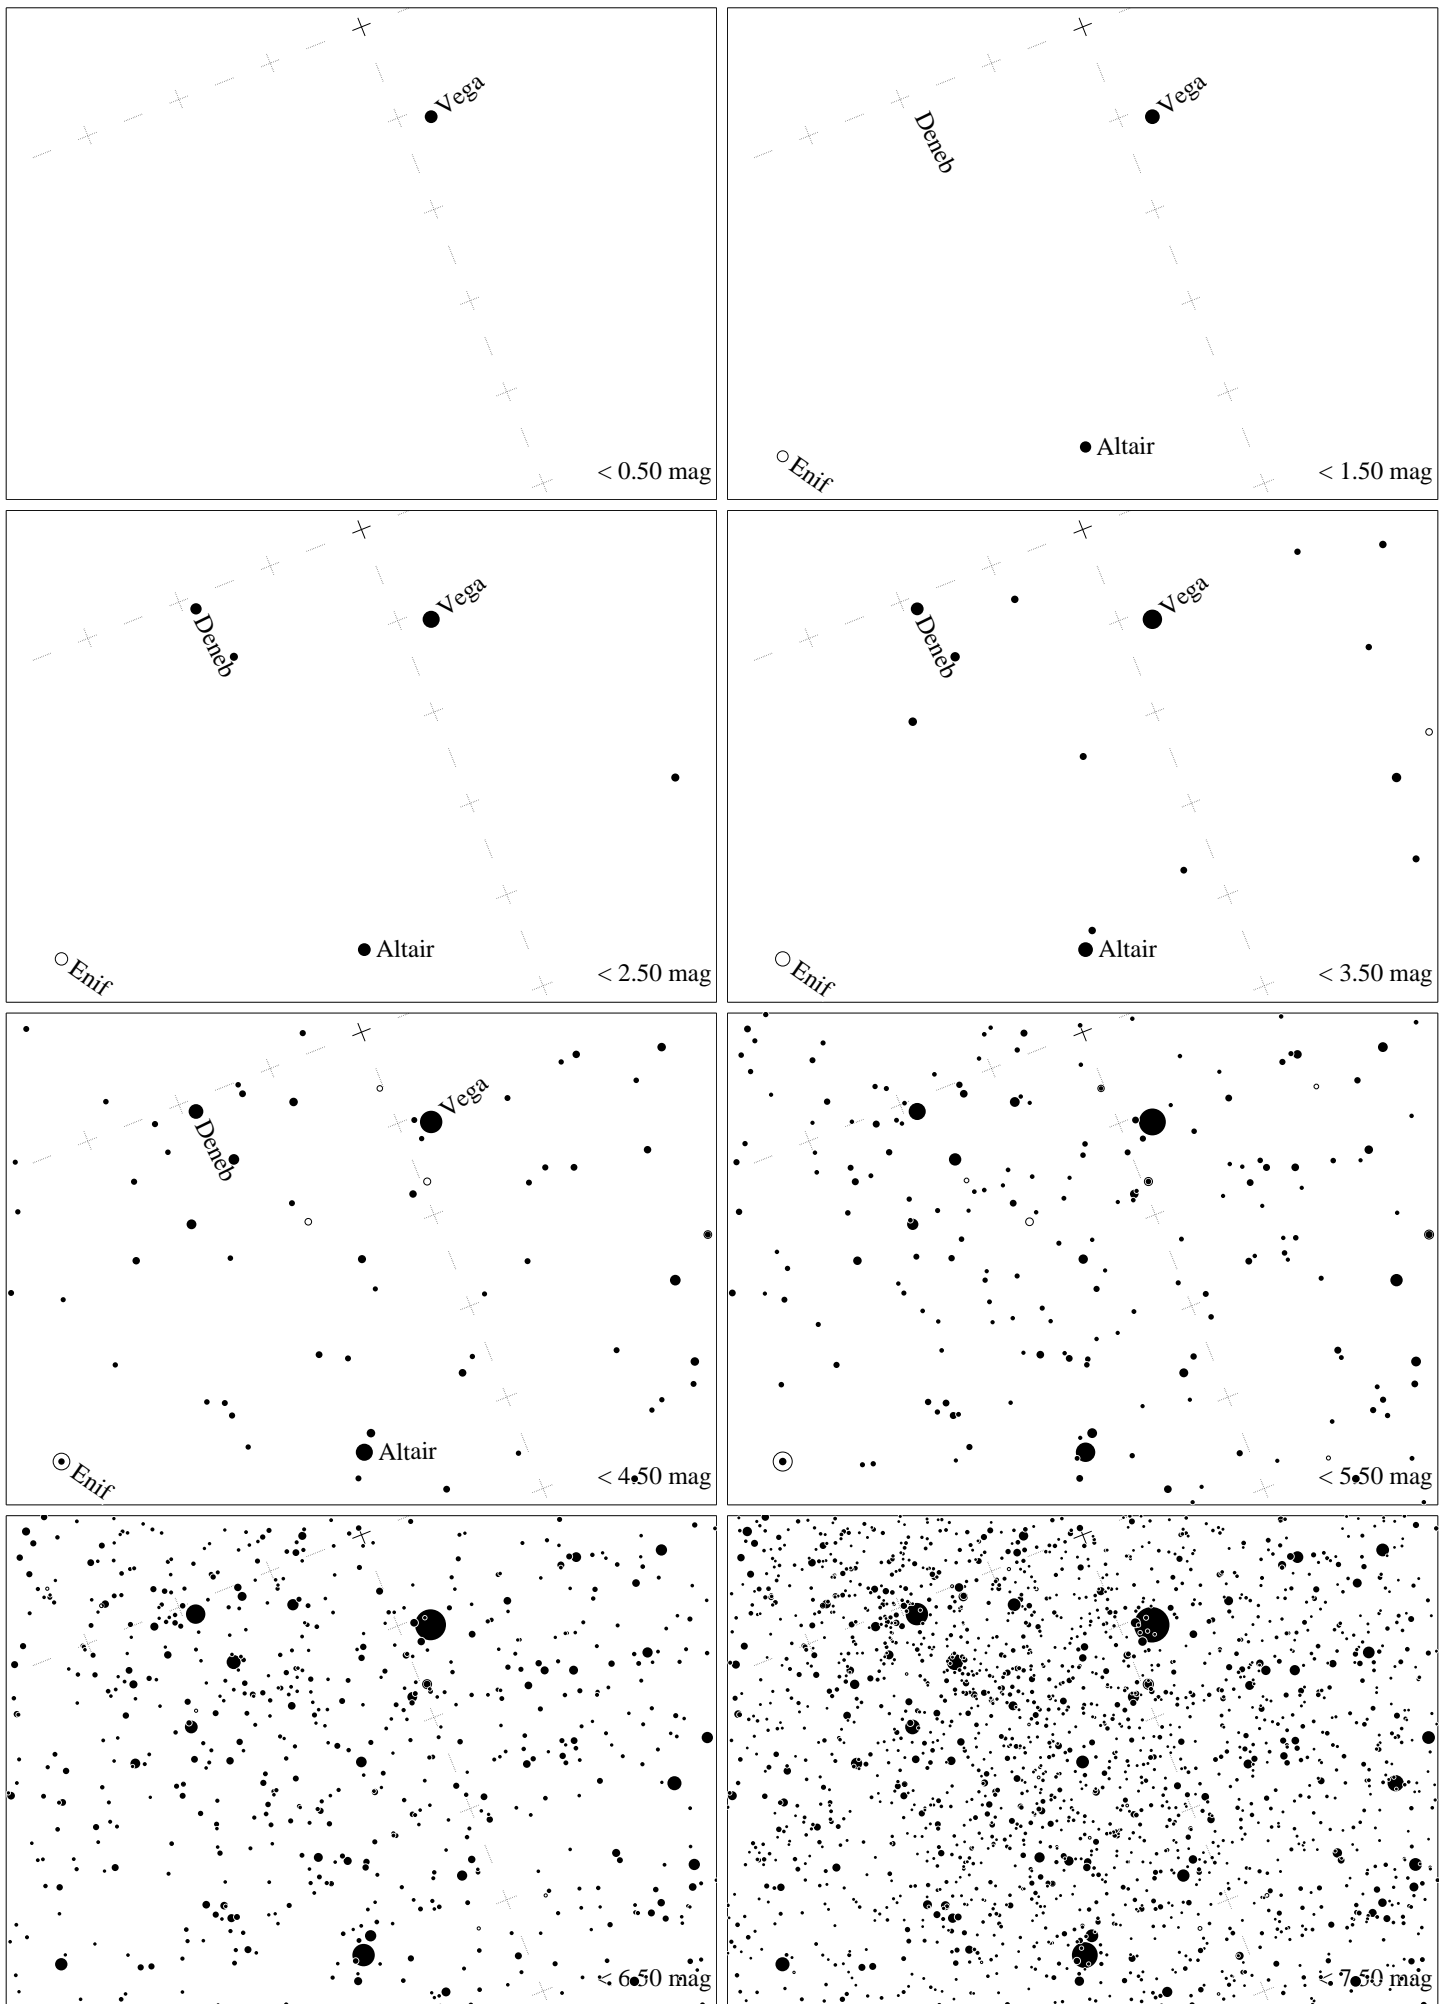 Vega
< 0.50 mag
Deneb
Vega
Altair
Enif
< 1.50 mag
Vega
Deneb
Altair
Enif
< 2.50 mag
Vega
Deneb
Altair
Enif
< 3.50 mag
Vega
Deneb
Altair
Enif
< 4.50 mag
< 5.50 mag
< 6.50 mag
< 7.50 mag